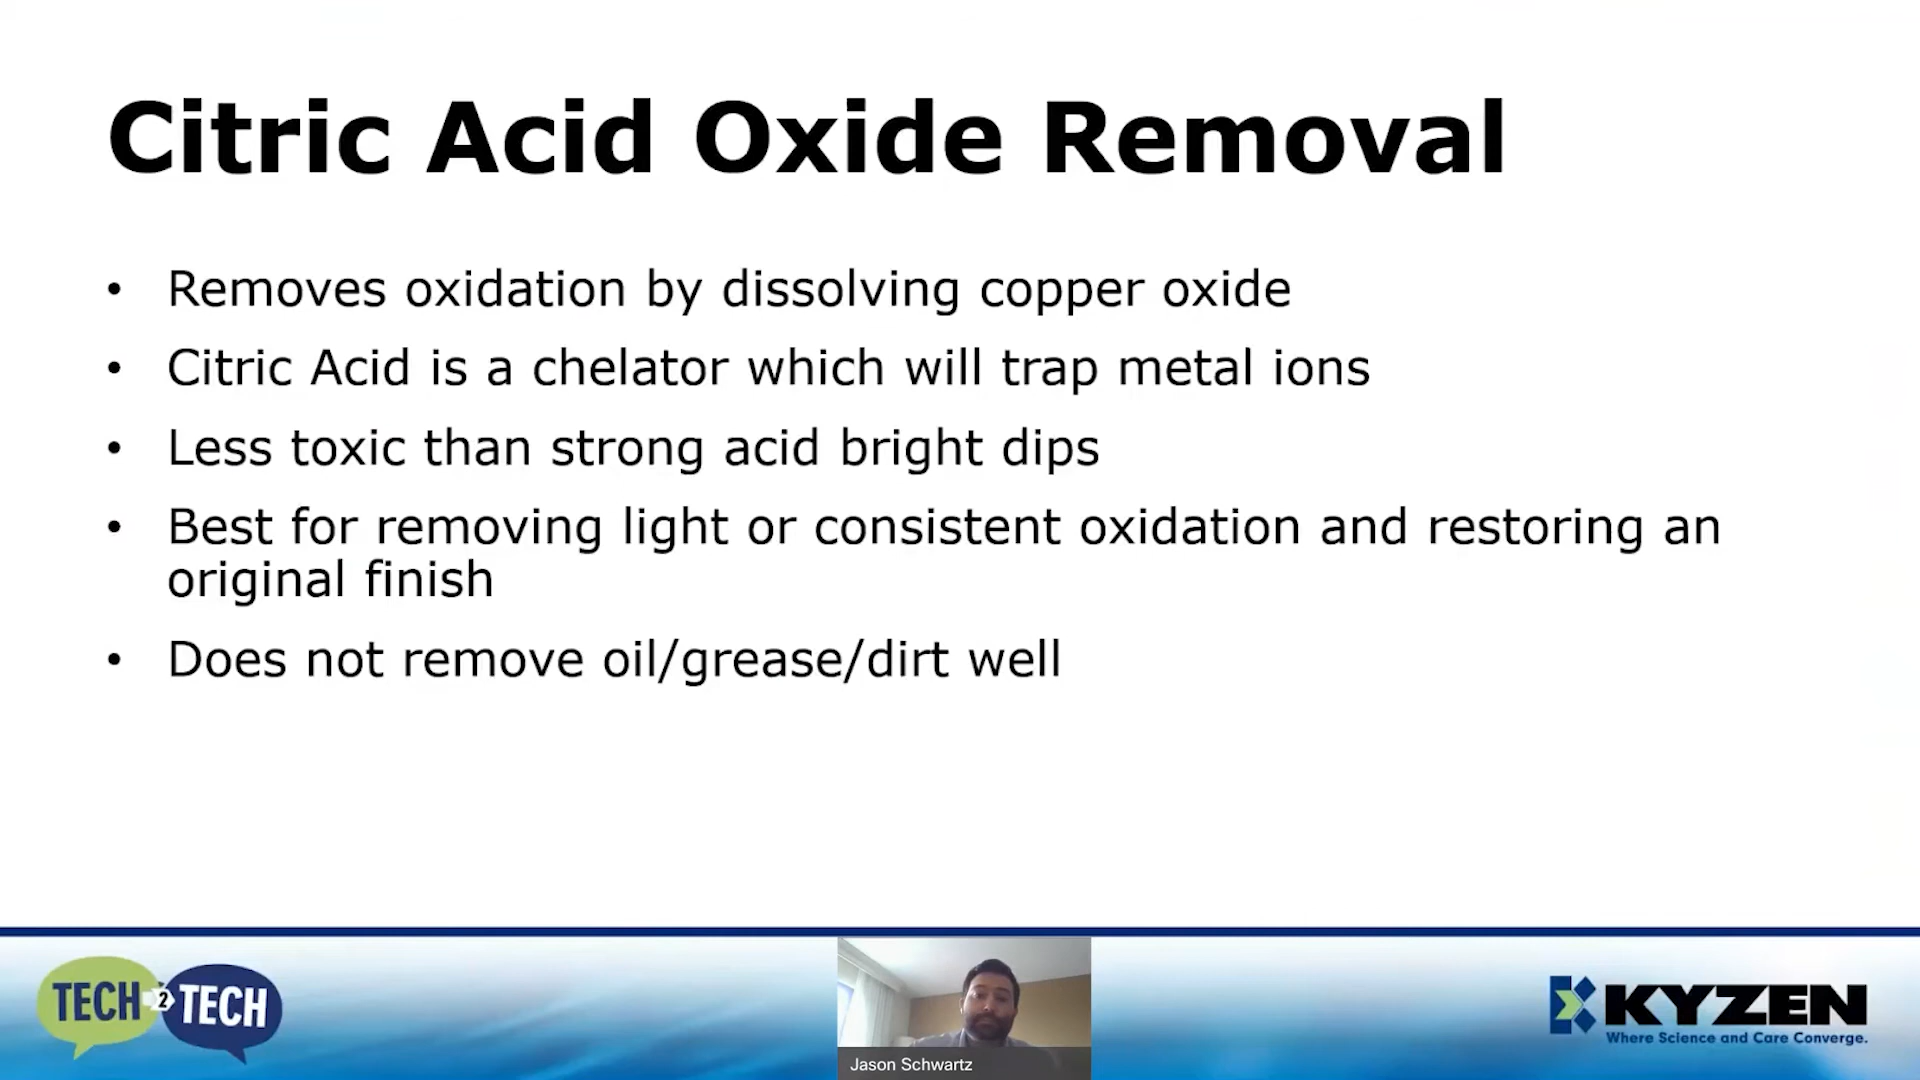 Citric Acid Oxide Removal
• Removes oxidation by dissolving copper oxide
• Citric Acid is a chelator which will trap metal ions
• Less toxic than strong acid bright dips
• Best for removing light or consistent oxidation and restoring an
original finish
• Does not remove oil/grease/dirt well
TECH 2 TECH
Jason Schwartz
KYZEN
Where Science and Care Converge.